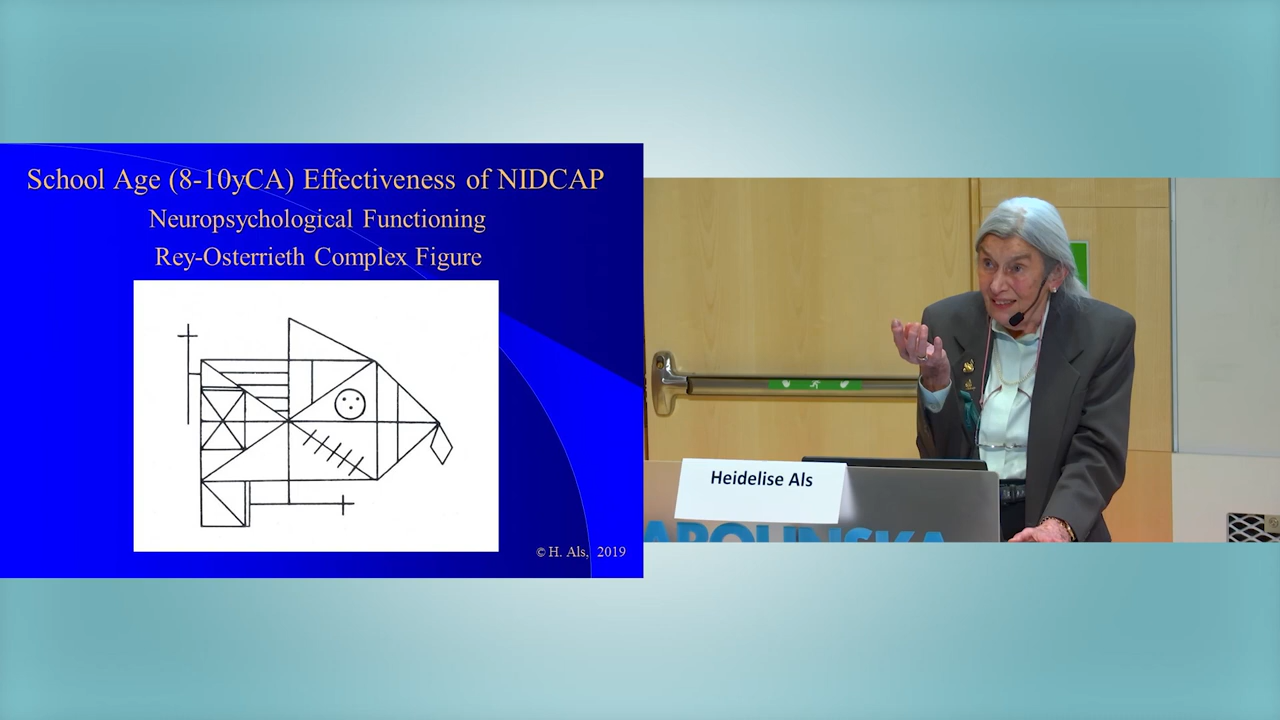 School Age (8-10yCA) Effectiveness of NIDCAP
Neuropsychological Functioning
Rey-Osterrieth Complex Figure
© H. Als, 2019
Heidelise Als